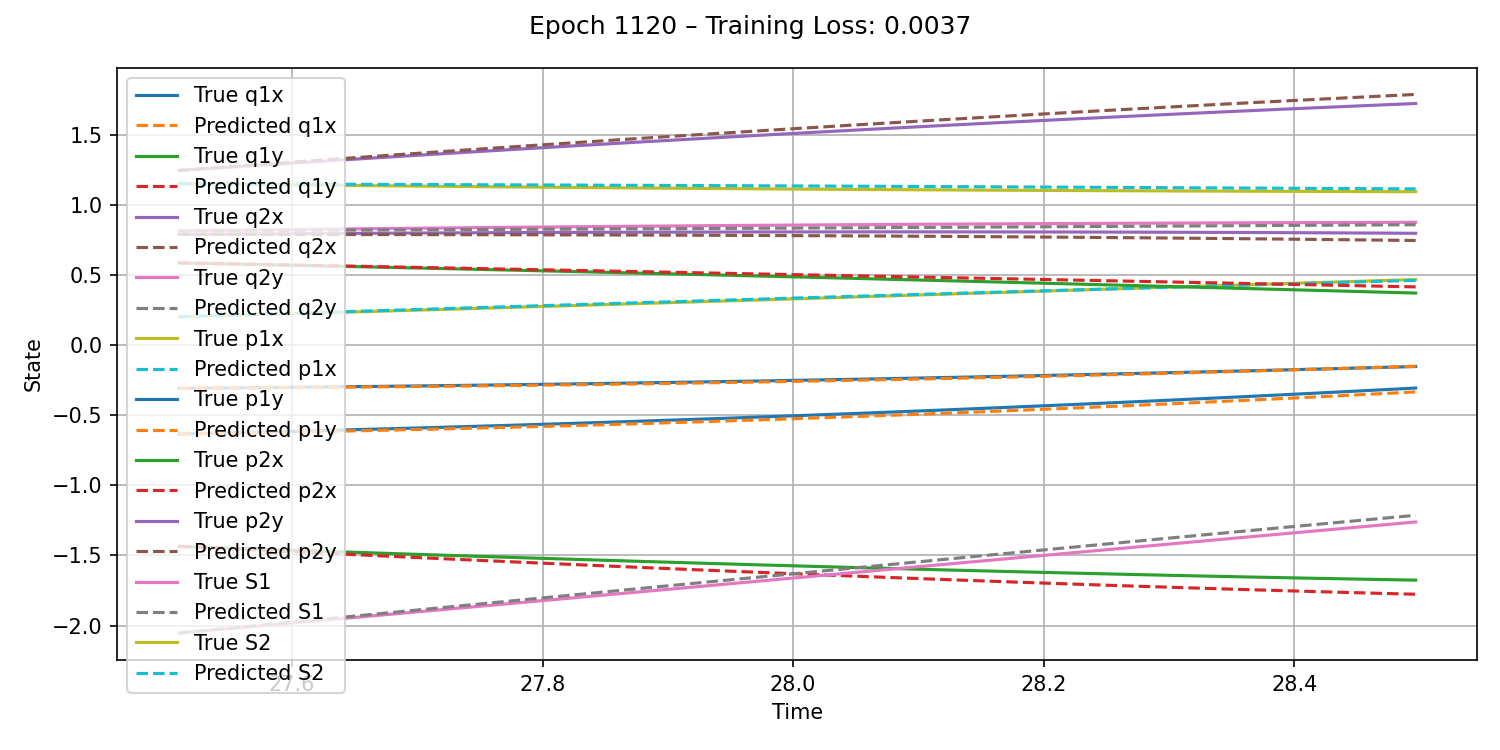 Epoch 1120 – Training Loss: 0.0037
True q1x
Predicted q1x
True q1y
Predicted q1y
True q2x
Predicted q2x
True q2y
Predicted q2y
True p1x
Predicted p1x
True p1y
Predicted p1y
True p2x
Predicted p2x
True p2y
Predicted p2y
True S1
Predicted S1
True S2
Predicted S2
1.5
1.0
0.5
0.0
−0.5
−1.0
−1.5
−2.0
State
27.6 27.8 28.0 28.2 28.4
Time